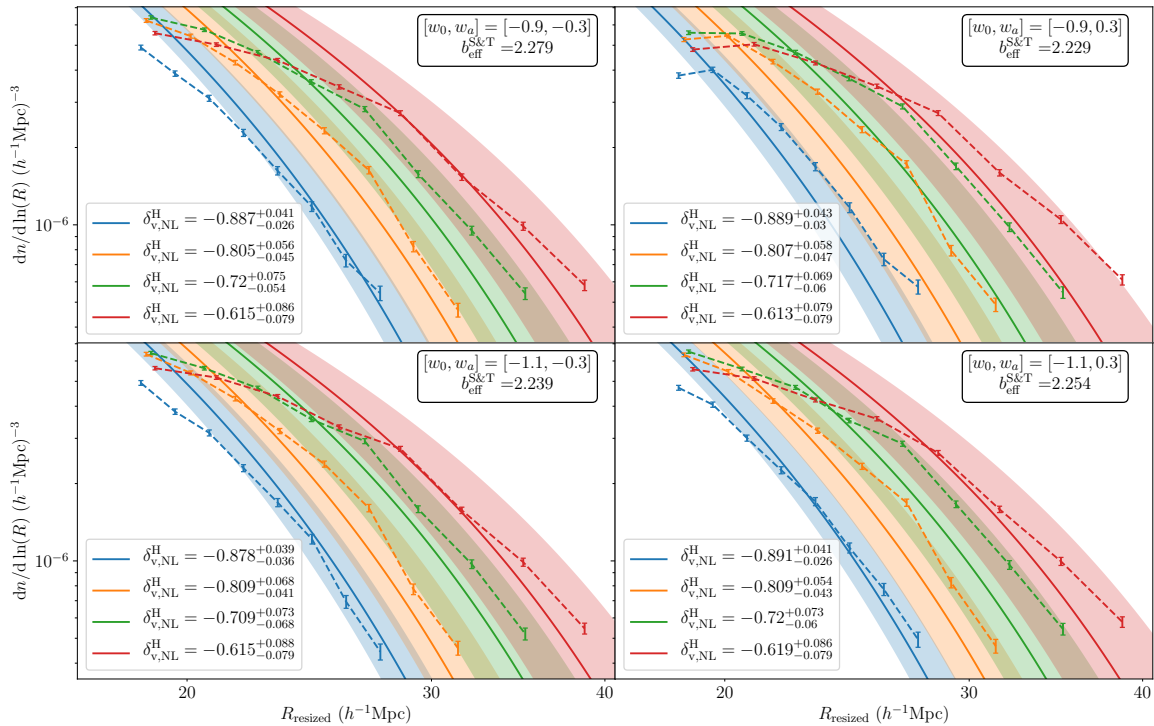 [w₀, wₐ] = [−0.9, −0.3]
b_eff^S&T =2.279
δ^H_v,NL = −0.887^+0.041_−0.026
δ^H_v,NL = −0.805^+0.056_−0.045
δ^H_v,NL = −0.72^+0.075_−0.054
δ^H_v,NL = −0.615^+0.086_−0.079
dn/dln(R) (h⁻¹Mpc)⁻³
10⁻⁶
[w₀, wₐ] = [−0.9, 0.3]
b_eff^S&T =2.229
δ^H_v,NL = −0.889^+0.043_−0.03
δ^H_v,NL = −0.807^+0.058_−0.047
δ^H_v,NL = −0.717^+0.069_−0.06
δ^H_v,NL = −0.613^+0.079_−0.079
[w₀, wₐ] = [−1.1, −0.3]
b_eff^S&T =2.239
δ^H_v,NL = −0.878^+0.039_−0.036
δ^H_v,NL = −0.809^+0.068_−0.041
δ^H_v,NL = −0.709^+0.073_−0.068
δ^H_v,NL = −0.615^+0.088_−0.079
dn/dln(R) (h⁻¹Mpc)⁻³
10⁻⁶
20 30 40
R_resized (h⁻¹Mpc)
[w₀, wₐ] = [−1.1, 0.3]
b_eff^S&T =2.254
δ^H_v,NL = −0.891^+0.041_−0.026
δ^H_v,NL = −0.809^+0.054_−0.043
δ^H_v,NL = −0.72^+0.073_−0.06
δ^H_v,NL = −0.619^+0.086_−0.079
20 30 40
R_resized (h⁻¹Mpc)